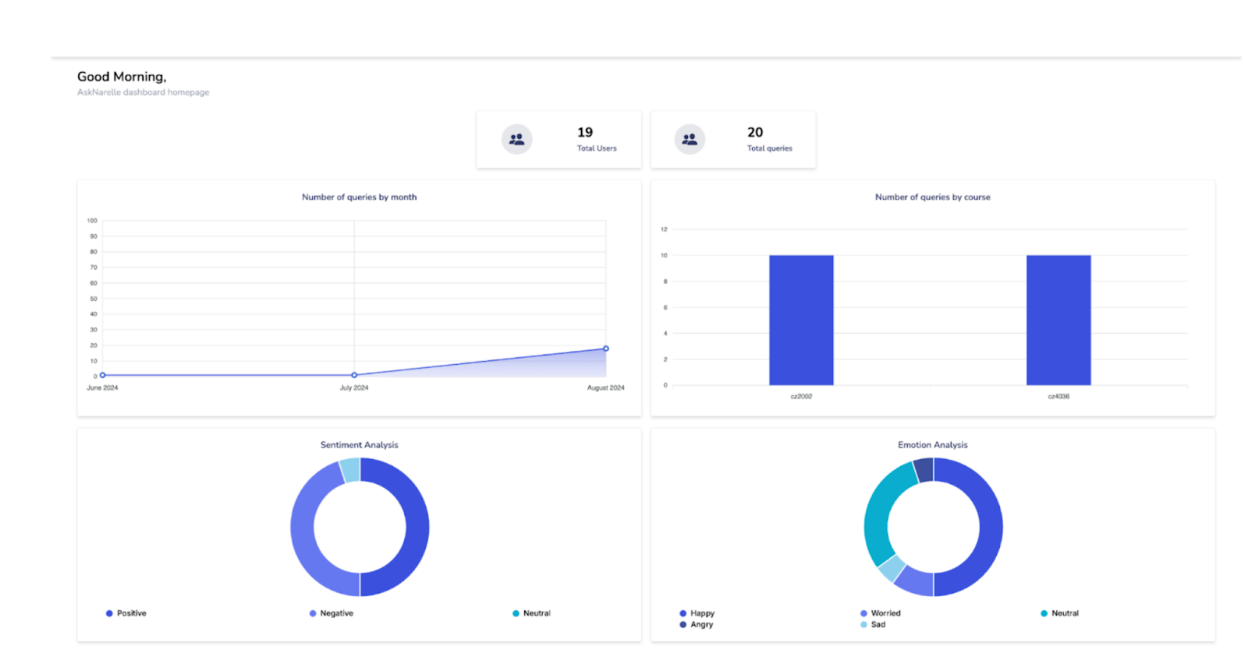 Good Morning,
AskNarelle dashboard homepage
19
Total Users
20
Total queries
Number of queries by month
100
90
80
70
60
50
40
30
20
10
0
June 2024
July 2024
August 2024
Number of queries by course
12
10
8
6
4
2
0
cz2002
cz4036
Sentiment Analysis
Positive
Negative
Neutral
Emotion Analysis
Happy
Worried
Neutral
Angry
Sad